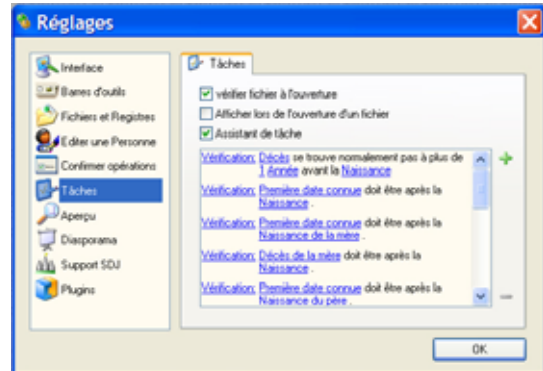 Réglages
Interface
Barres d'outils
Fichiers et Registres
Editer une Personne
Confirmer opérations
Tâches
Aperçu
Diaporama
Support SDJ
Plugins
Tâches
vérifier fichier à l'ouverture
Afficher lors de l'ouverture d'un fichier
Assistant de tâche
Vérification: Décès se trouve normalement pas à plus de
1 Année avant la Naissance
Vérification: Première date connue doit être après la
Naissance .
Vérification: Première date connue doit être après la
Naissance de la mère .
Vérification: Décès de la mère doit être après la
Naissance .
Vérification: Première date connue doit être après la
Naissance du père .
OK